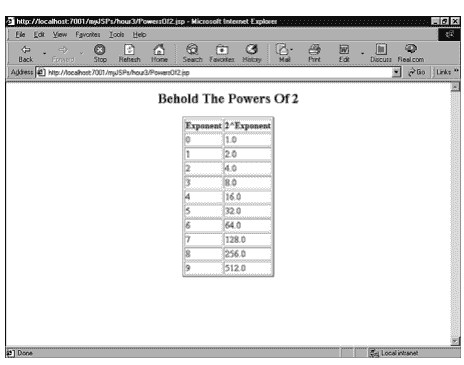 http://localhost:7001/myJSPs/hour3/PowersOf2.jsp - Microsoft Internet Explorer
File Edit View Favorites Tools Help
Back Forward Stop Refresh Home Search Favorites History Mail Print Edit Discuss Real.com
Address http://localhost:7001/myJSPs/hour3/PowersOf2.jsp Go Links »
Behold The Powers Of 2
Exponent 2^Exponent
0 1.0
1 2.0
2 4.0
3 8.0
4 16.0
5 32.0
6 64.0
7 128.0
8 256.0
9 512.0
Done Local intranet